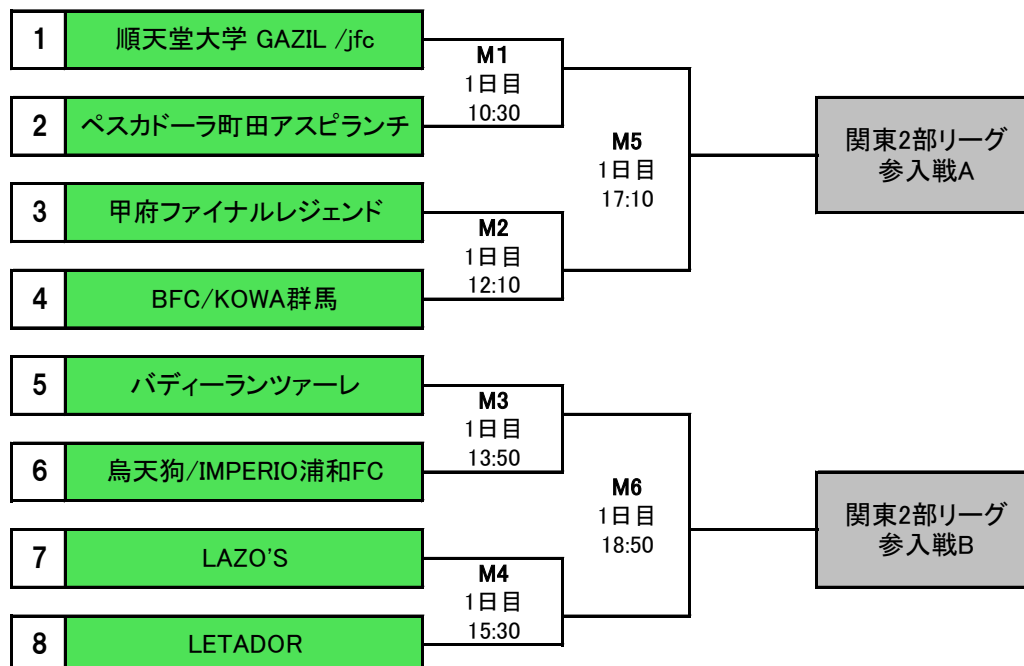 1
順天堂大学 GAZIL /jfc
2
ペスカドーラ町田アスピランチ
M1
1日目
10:30
3
甲府ファイナルレジェンド
4
BFC/KOWA群馬
M2
1日目
12:10
M5
1日目
17:10
関東2部リーグ
参入戦A
5
バディーランツァーレ
6
烏天狗/IMPERIO浦和FC
M3
1日目
13:50
7
LAZO'S
8
LETADOR
M4
1日目
15:30
M6
1日目
18:50
関東2部リーグ
参入戦B